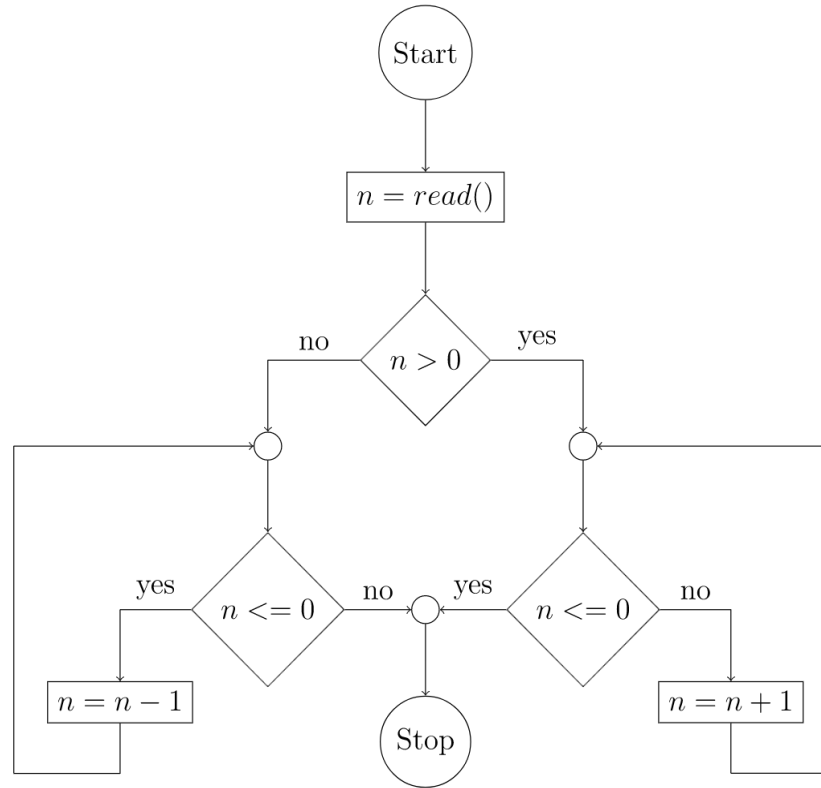 Start
n = read()
no
yes
n > 0
yes
n <= 0
no
yes
n <= 0
no
n = n − 1
n = n + 1
Stop